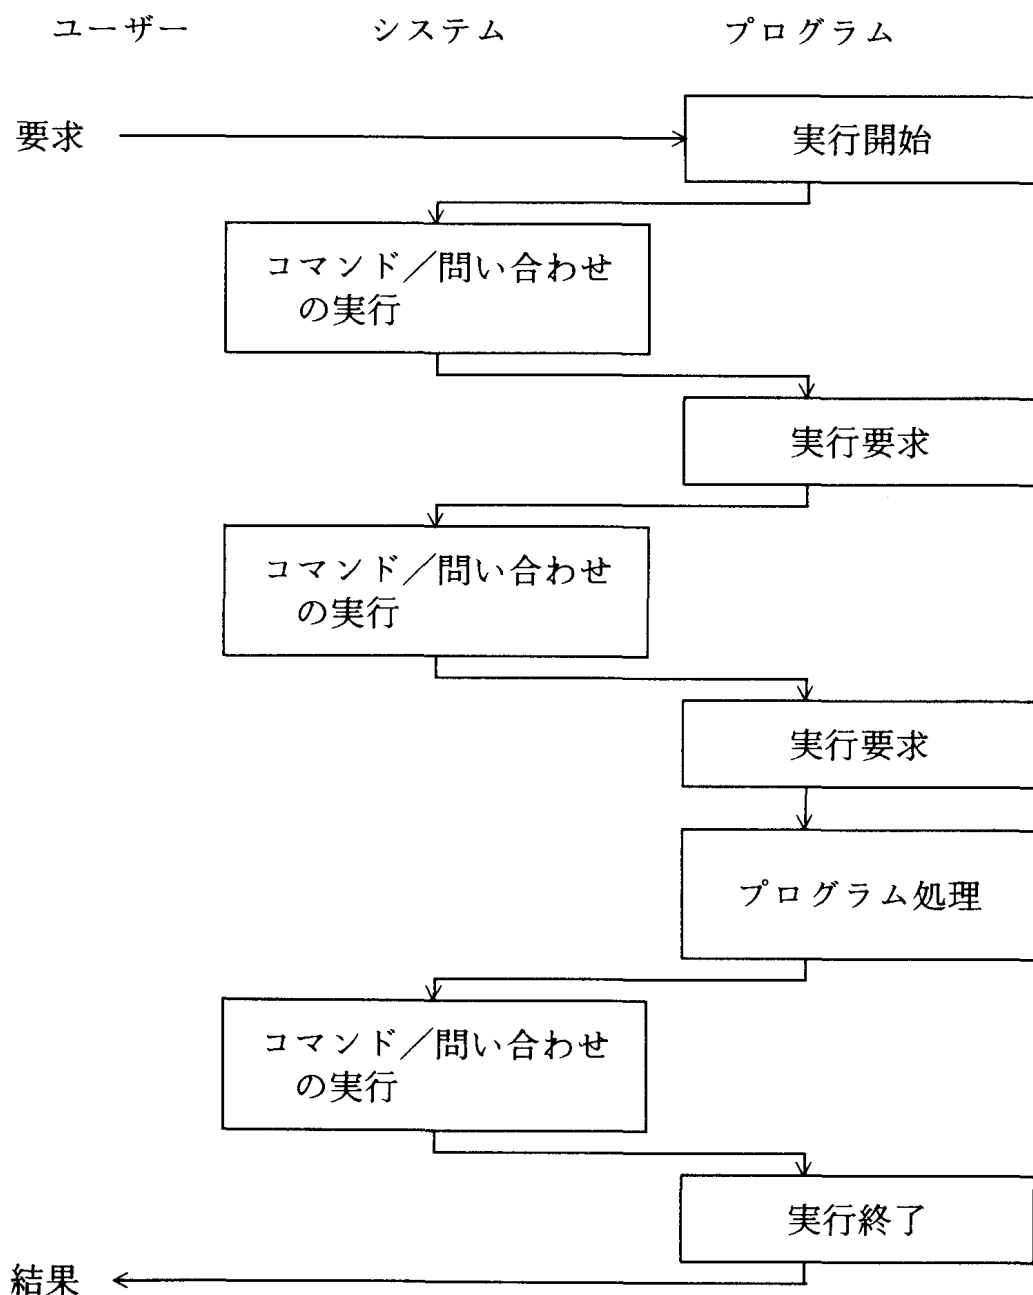 ユーザー
システム
プログラム
要求
実行開始
コマンド／問い合わせ
の実行
実行要求
コマンド／問い合わせ
の実行
実行要求
プログラム処理
コマンド／問い合わせ
の実行
実行終了
結果